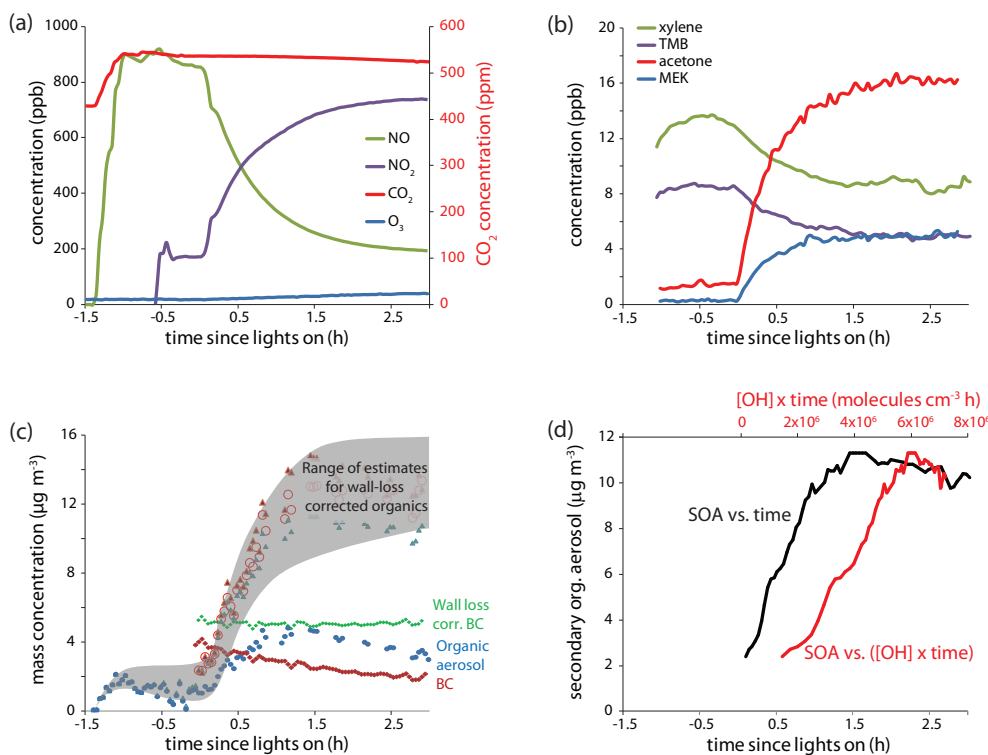 (a)
1000
800
600
400
200
0
concentration (ppb)
600
500
400
300
200
100
0
CO2 concentration (ppm)
NO
NO2
CO2
O3
-1.5
-0.5
0.5
1.5
2.5
time since lights on (h)
(b)
20
16
12
8
4
0
concentration (ppb)
xylene
TMB
acetone
MEK
-1.5
-0.5
0.5
1.5
2.5
time since lights on (h)
(c)
16
12
8
4
0
mass concentration (µg m-3)
Range of estimates
for wall-loss
corrected organics
Wall loss
corr. BC
Organic
aerosol
BC
-1.5
-0.5
0.5
1.5
2.5
time since lights on (h)
(d)
[OH] x time (molecules cm-3 h)
0
2x10⁶
4x10⁶
6x10⁶
8x10⁶
12
10
8
6
4
2
0
secondary org. aerosol (µg m-3)
SOA vs. time
SOA vs. ([OH] x time)
-1.5
-0.5
0.5
1.5
2.5
time since lights on (h)